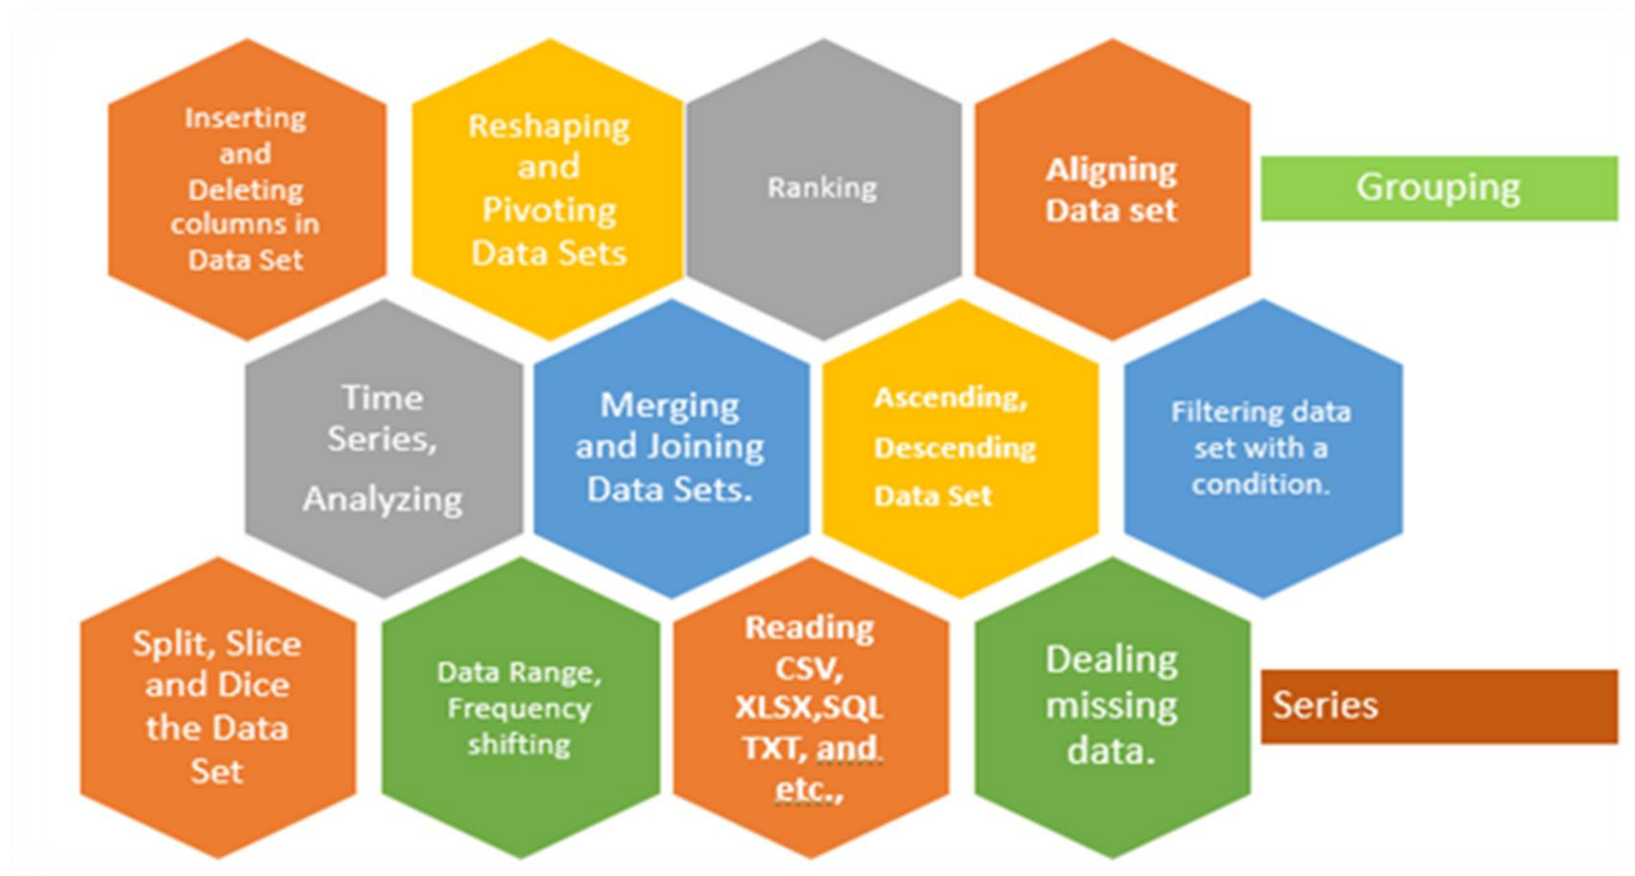 Inserting
and
Deleting
columns in
Data Set
Reshaping
and
Pivoting
Data Sets
Ranking
Aligning
Data set
Grouping
Time
Series,
Analyzing
Merging
and Joining
Data Sets.
Ascending,
Descending
Data Set
Filtering data
set with a
condition.
Split, Slice
and Dice
the Data
Set
Data Range,
Frequency
shifting
Reading
CSV,
XLSX,SQL
TXT, and
etc.,
Dealing
missing
data.
Series